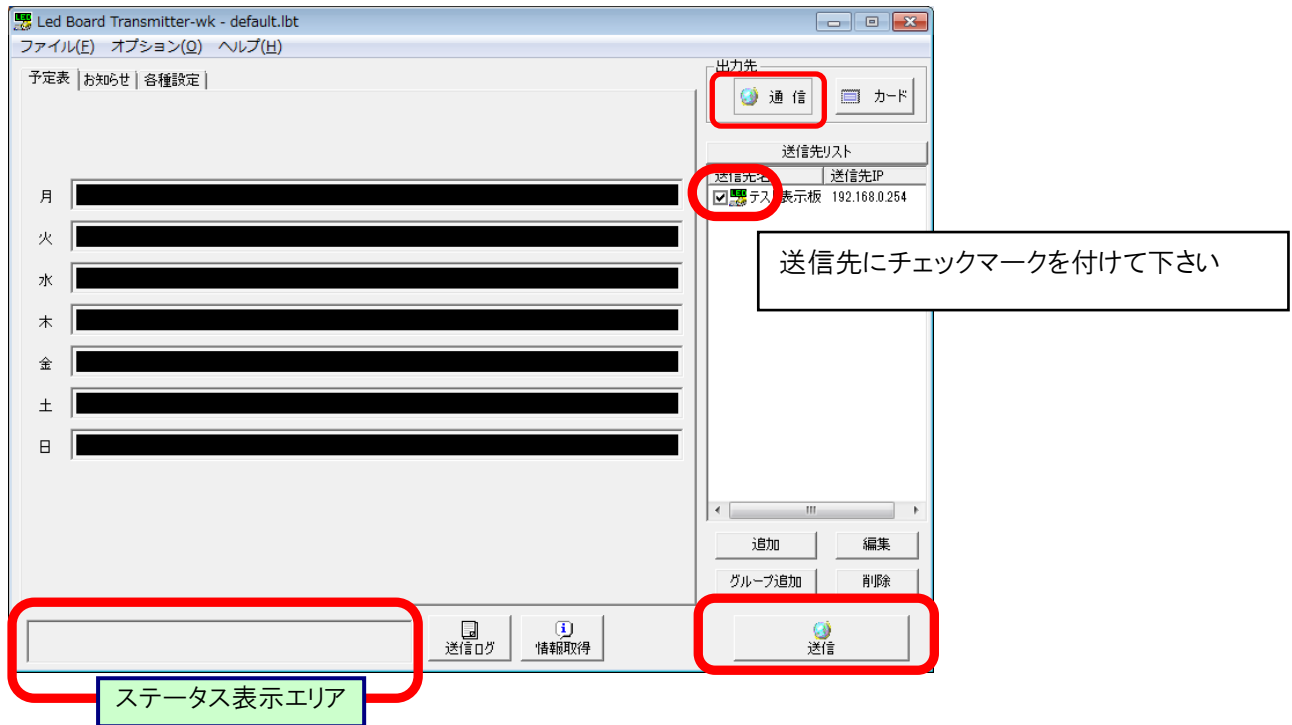 Led Board Transmitter-wk - default.lbt
ファイル(F) オプション(O) ヘルプ(H)
予定表 お知らせ 各種設定
出力先
通 信 カード
送信先リスト
送信先名 送信先IP
テスト表示板 192.168.0.254
月
火
水
木
金
土
日
送信先にチェックマークを付けて下さい
追加 編集
グループ追加 削除
送信ログ 情報取得 送信
ステータス表示エリア